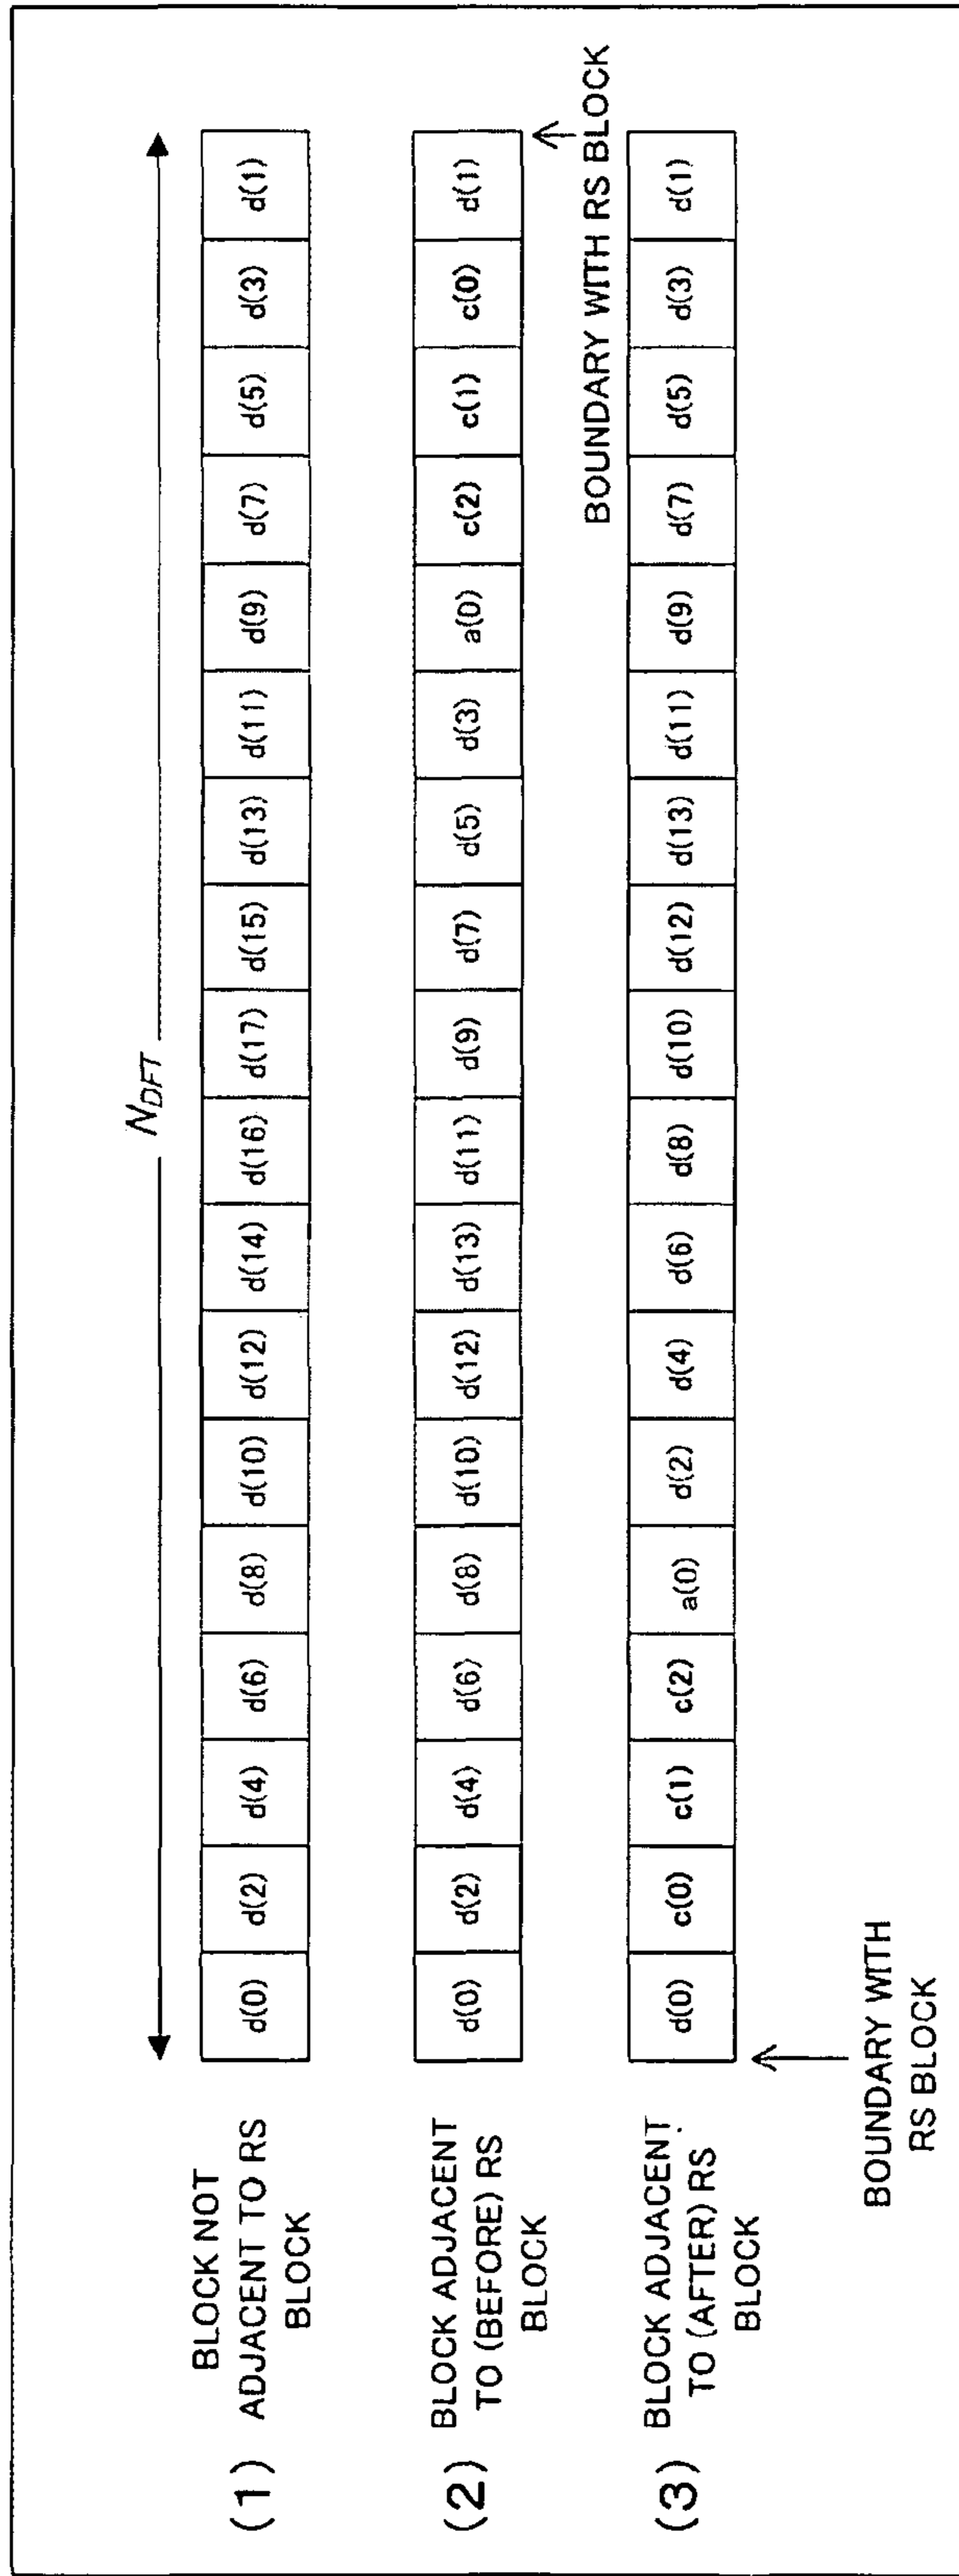 N_DFT
(1) BLOCK NOT
ADJACENT TO RS
BLOCK
d(0) d(2) d(4) d(6) d(8) d(10) d(12) d(14) d(16) d(17) d(15) d(13) d(11) d(9) d(7) d(5) d(3) d(1)
(2) BLOCK ADJACENT
TO (BEFORE) RS
BLOCK
d(0) d(2) d(4) d(6) d(8) d(10) d(12) d(13) d(11) d(9) d(7) d(5) d(3) a(0) c(2) c(1) c(0) d(1)
BOUNDARY WITH RS BLOCK
(3) BLOCK ADJACENT
TO (AFTER) RS
BLOCK
d(0) c(0) c(1) c(2) a(0) d(2) d(4) d(6) d(8) d(10) d(12) d(13) d(11) d(9) d(7) d(5) d(3) d(1)
BOUNDARY WITH
RS BLOCK